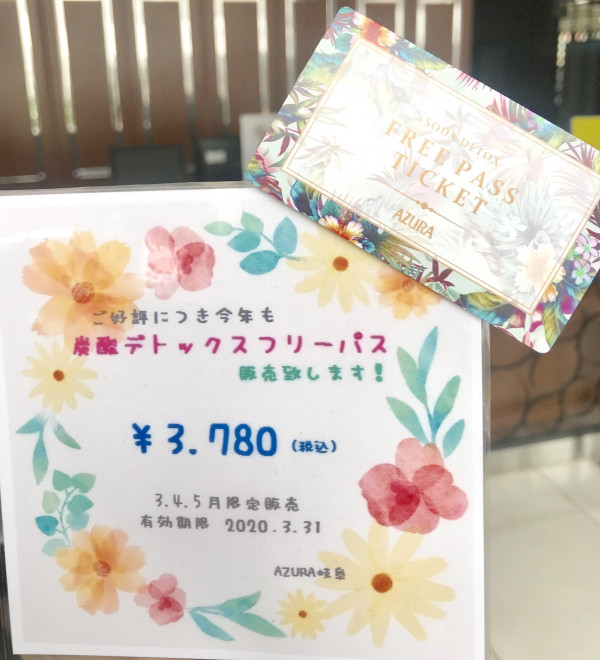 SODA DETOX
FREE PASS
TICKET
AZURA
ご好評につき今年も
炭酸デトックスフリーパス
販売致します!
¥3.780(税込)
3.4.5月限定販売
有効期限 2020.3.31
AZURA岐阜